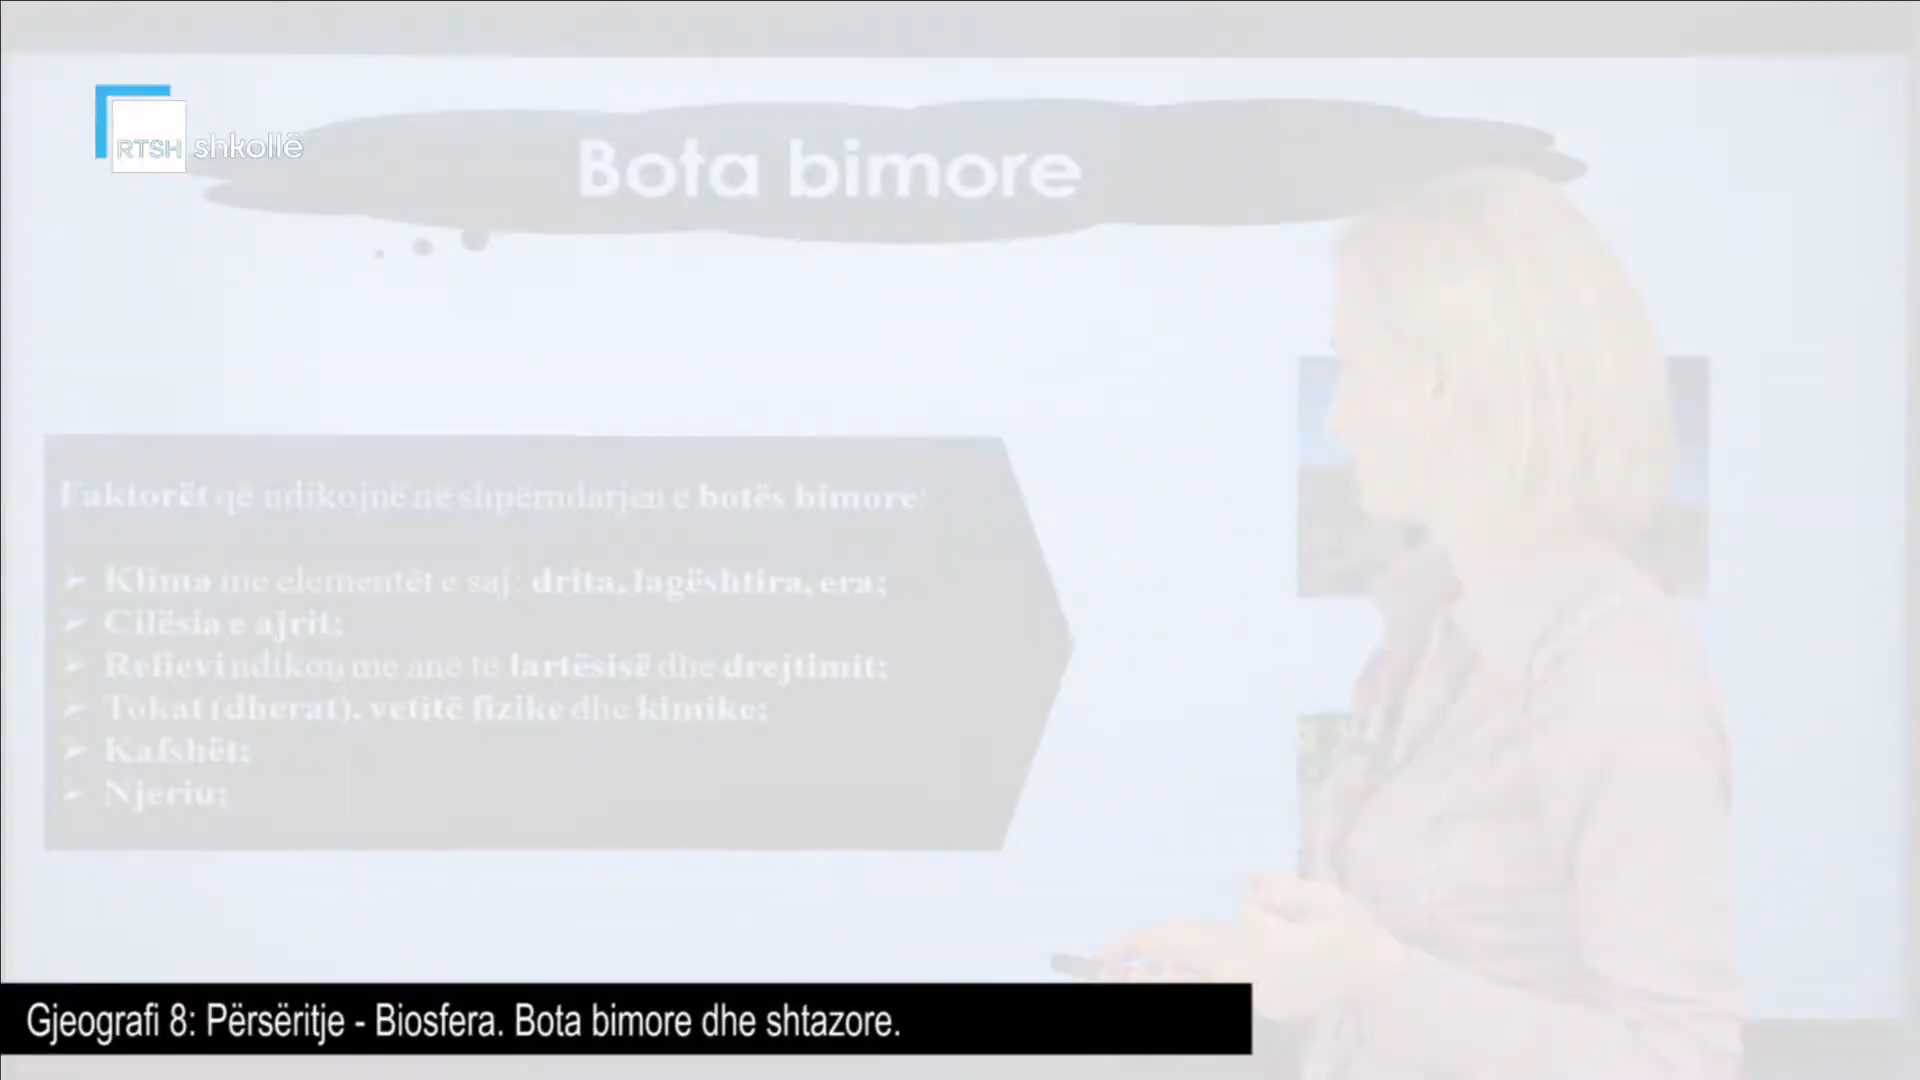 RTSH shkollë
Bota bimore
Faktorët që ndikojnë në shpërndarjen e botës bimore:
➢ Klima me elementët e saj: drita, lagështira, era;
➢ Cilësia e ajrit;
➢ Relievi ndikon me anë të lartësisë dhe drejtimit;
➢ Tokat (dherat), vetitë fizike dhe kimike;
➢ Kafshët;
➢ Njeriu;
Gjeografi 8: Përsëritje - Biosfera. Bota bimore dhe shtazore.